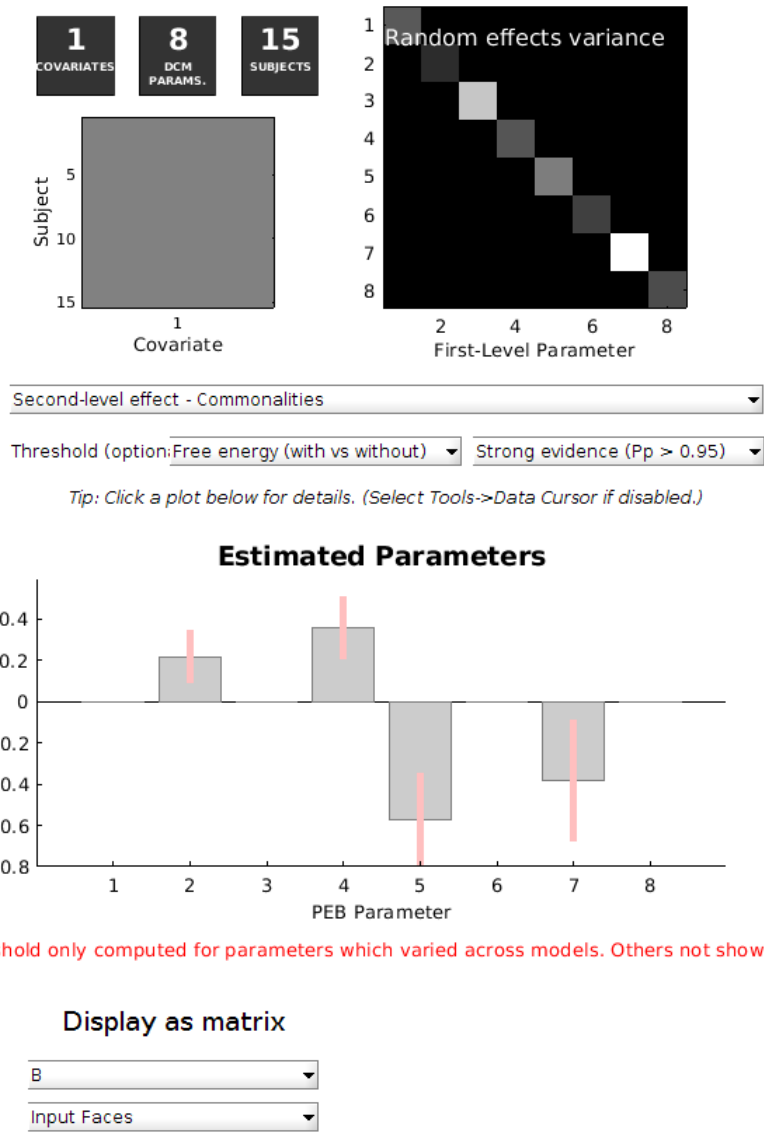 1
COVARIATES
8
DCM
PARAMS.
15
SUBJECTS
Random effects variance
1
2
3
4
5
6
7
8
2 4 6 8
First-Level Parameter
Subject
5
10
15
1
Covariate
Second-level effect - Commonalities
Threshold (option
Free energy (with vs without)
Strong evidence (Pp > 0.95)
Tip: Click a plot below for details. (Select Tools->Data Cursor if disabled.)
Estimated Parameters
0.4
0.2
0
0.2
0.4
0.6
0.8
1 2 3 4 5 6 7 8
PEB Parameter
hold only computed for parameters which varied across models. Others not show
Display as matrix
B
Input Faces